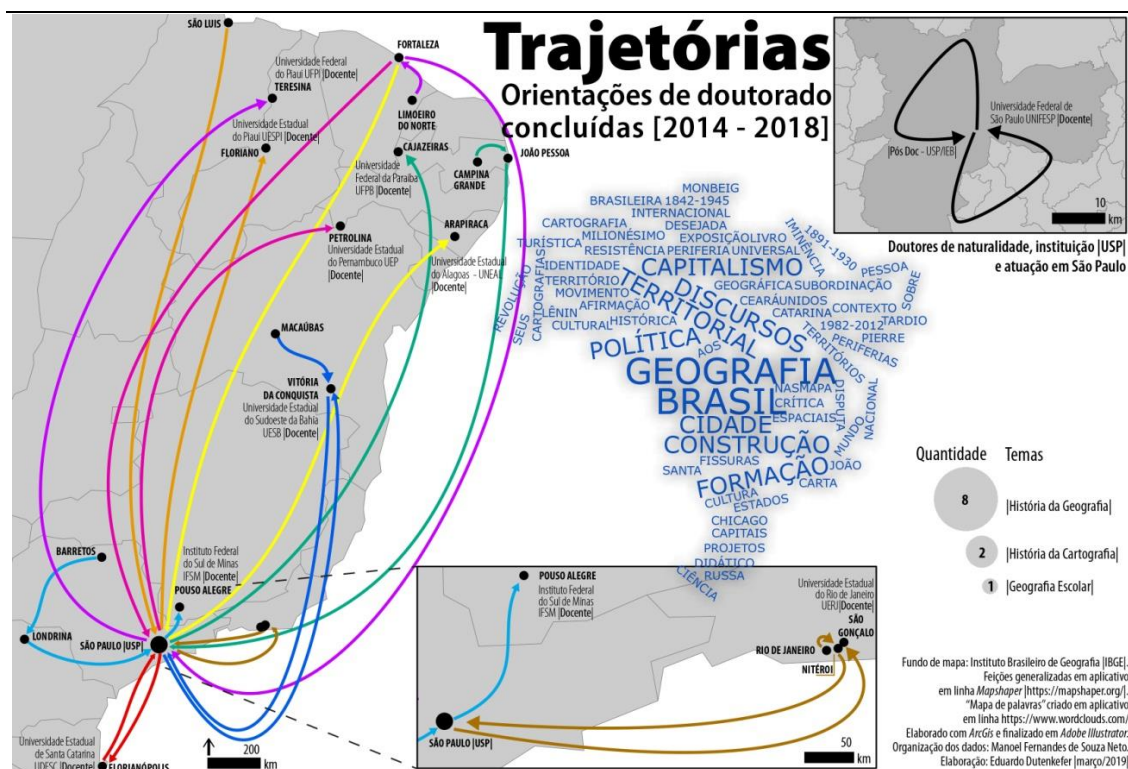 Trajetórias
Orientações de doutorado
concluídas [2014 - 2018]
SÃO LUIS
FORTALEZA
Universidade Federal
do Piaui UFPI |Docente|
TERESINA
LIMOEIRO
DO NORTE
Universidade Estadual
do Piaui UESPI |Docente|
FLORIANO
CAJAZEIRAS
Universidade
Federal da Paraiba
UFPB |Docente|
JOÃO PESSOA
CAMPINA
GRANDE
ARAPIRACA
Universidade Estadual
do Alagoas - UNEAL
|Docente|
PETROLINA
Universidade Estadual
do Pernambuco UEP
|Docente|
MACAÚBAS
VITÓRIA
DA CONQUISTA
Universidade Estadual
do Sudoeste da Bahia
UESB |Docente|
BARRETOS
Instituto Federal
do Sul de Minas
IFSM |Docente|
POUSO ALEGRE
LONDRINA
SÃO PAULO |USP|
Universidade Estadual
de Santa Catarina
UDESC |Docente|
FLORIANÓPOLIS
200
km
Universidade Federal de
São Paulo UNIFESP |Docente|
|Pós Doc - USP/IEB|
10
km
Doutores de naturalidade, instituição |USP|
e atuação em São Paulo
MONBEIG
BRASILEIRA 1842-1945
INTERNACIONAL
CARTOGRAFIA
DESEJADA
TURÍSTICA
MILIONÉSIMO
EXPOSIÇÃO
LIVRO
IMINÊNCIA
1891-1930
RESISTÊNCIA
PERIFERIA
UNIVERSAL
REVOLUÇÃO
CARTOGRAFIAS
IDENTIDADE
CAPITALISMO
PESSOA
SOBRE
TERRITÓRIO
GEOGRÁFICA
SUBORDINAÇÃO
MOVIMENTO
DISCURSOS
TERRITORIAL
CEARÁ
UNIDOS
CONTEXTO
SEUS
LÊNIN
AFIRMAÇÃO
CATARINA
TARDIO
CULTURAL
HISTÓRICA
1982-2012
PIERRE
POLÍTICA
AOS
TERRITÓRIOS
PERIFERIAS
GEOGRAFIA
BRASIL
NAS
MAPA
DISPUTA
NACIONAL
CRÍTICA
CIDADE
ESPACIAIS
MUNDO
CONSTRUÇÃO
FISSURAS
SANTA
FORMAÇÃO
JOÃO
CARTA
CULTURA
ESTADOS
CHICAGO
CAPITAIS
PROJETOS
DIDÁTICO
CIÊNCIA
RUSSA
Quantidade
Temas
8
|História da Geografia|
2
|História da Cartografia|
1
|Geografia Escolar|
POUSO ALEGRE
Instituto Federal
do Sul de Minas
IFSM |Docente|
Universidade Estadual
do Rio de Janeiro
UERJ |Docente|
SÃO
GONÇALO
RIO DE JANEIRO
NITÉROI
SÃO PAULO |USP|
50
km
Fundo de mapa: Instituto Brasileiro de Geografia |IBGE|.
Feições generalizadas em aplicativo
em linha Mapshaper |https://mapshaper.org/|.
"Mapa de palavras" criado em aplicativo
em linha https://www.wordclouds.com/
Elaborado com ArcGis e finalizado em Adobe Illustrator.
Organização dos dados: Manoel Fernandes de Souza Neto.
Elaboração: Eduardo Dutenkefer |março/2019|